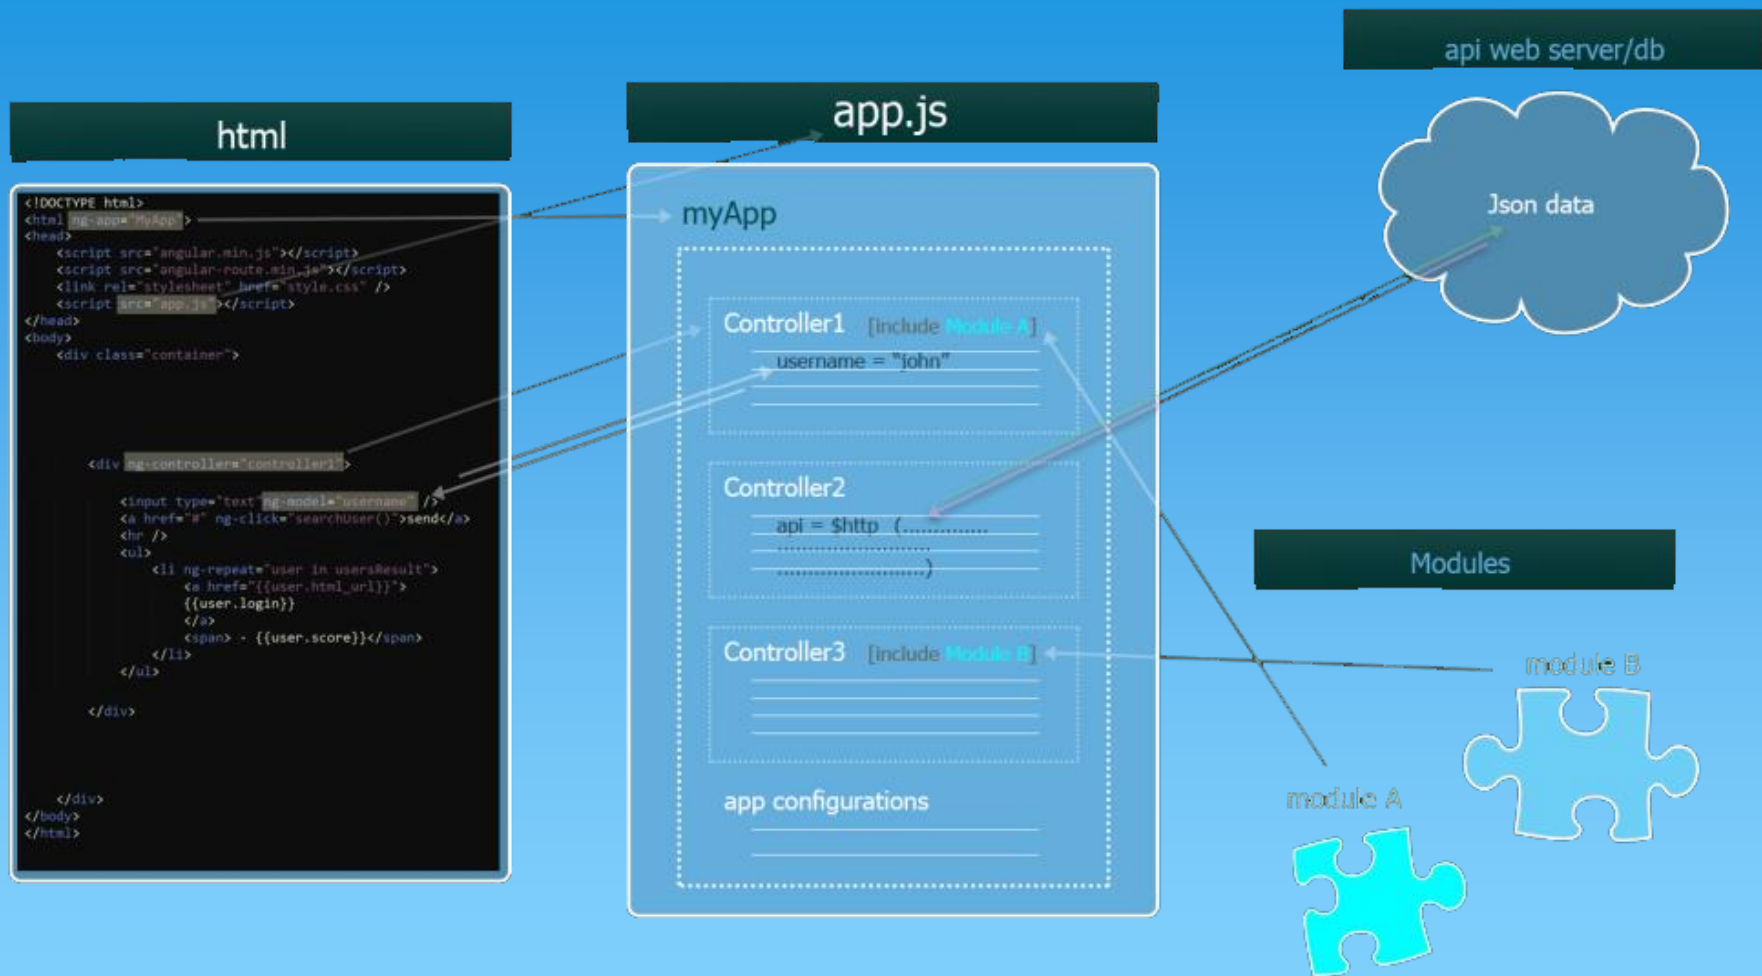 html
<!DOCTYPE html>
<html ng-app="MyApp">
<head>
<script src="angular.min.js"></script>
<script src="angular-route.min.js"></script>
<link rel="stylesheet" href="style.css" />
<script src="app.js"></script>
</head>
<body>
<div class="container">
<div ng-controller="controller1">
<input type="text" ng-model="username" />
<a href="#" ng-click="searchUser()">send</a>
<hr />
<ul>
<li ng-repeat="user in usersResult">
<a href="{{user.html_url}}">
{{user.login}}
</a>
<span> - {{user.score}}</span>
</li>
</ul>
</div>
</div>
</body>
</html>
app.js
myApp
Controller1 [include Module A]
username = "john"
Controller2
api = $http (..............
.........................
........................)
Controller3 [include Module B]
app configurations
api web server/db
Json data
Modules
module B
module A